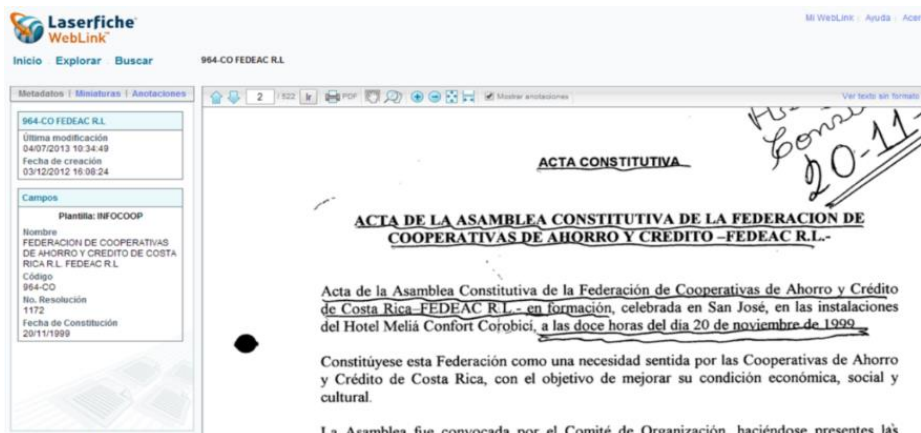 Laserfiche
WebLink
Mi WebLink Ayuda
Inicio Explorar Buscar
964-CO FEDEAC R.L
Metadatos | Miniaturas | Anotaciones
2 / 522 Ir PDF Mostrar anotaciones Ver texto sin formato
964-CO FEDEAC R.L
Última modificación
04/07/2013 10:34:49
Fecha de creación
03/12/2012 16:08:24
Campos
Plantilla: INFOCOOP
Nombre
FEDERACION DE COOPERATIVAS
DE AHORRO Y CREDITO DE COSTA
RICA R.L. FEDEAC R.L
Código
964-CO
No. Resolución
1172
Fecha de Constitución
20/11/1999
20-11-
ACTA CONSTITUTIVA
ACTA DE LA ASAMBLEA CONSTITUTIVA DE LA FEDERACION DE
COOPERATIVAS DE AHORRO Y CREDITO –FEDEAC R.L.-
Acta de la Asamblea Constitutiva de la Federación de Cooperativas de Ahorro y Crédito
de Costa Rica–FEDEAC R.L.- en formación, celebrada en San José, en las instalaciones
del Hotel Meliá Confort Corobicí, a las doce horas del día 20 de noviembre de 1999
Constitúyese esta Federación como una necesidad sentida por las Cooperativas de Ahorro
y Crédito de Costa Rica, con el objetivo de mejorar su condición económica, social y
cultural.
La Asamblea fue convocada por el Comité de Organización, haciéndose presentes las